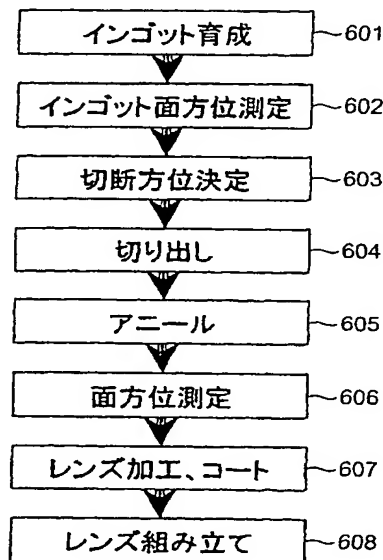 インゴット育成 601
インゴット面方位測定 602
切断方位決定 603
切り出し 604
アニール 605
面方位測定 606
レンズ加工、コート 607
レンズ組み立て 608